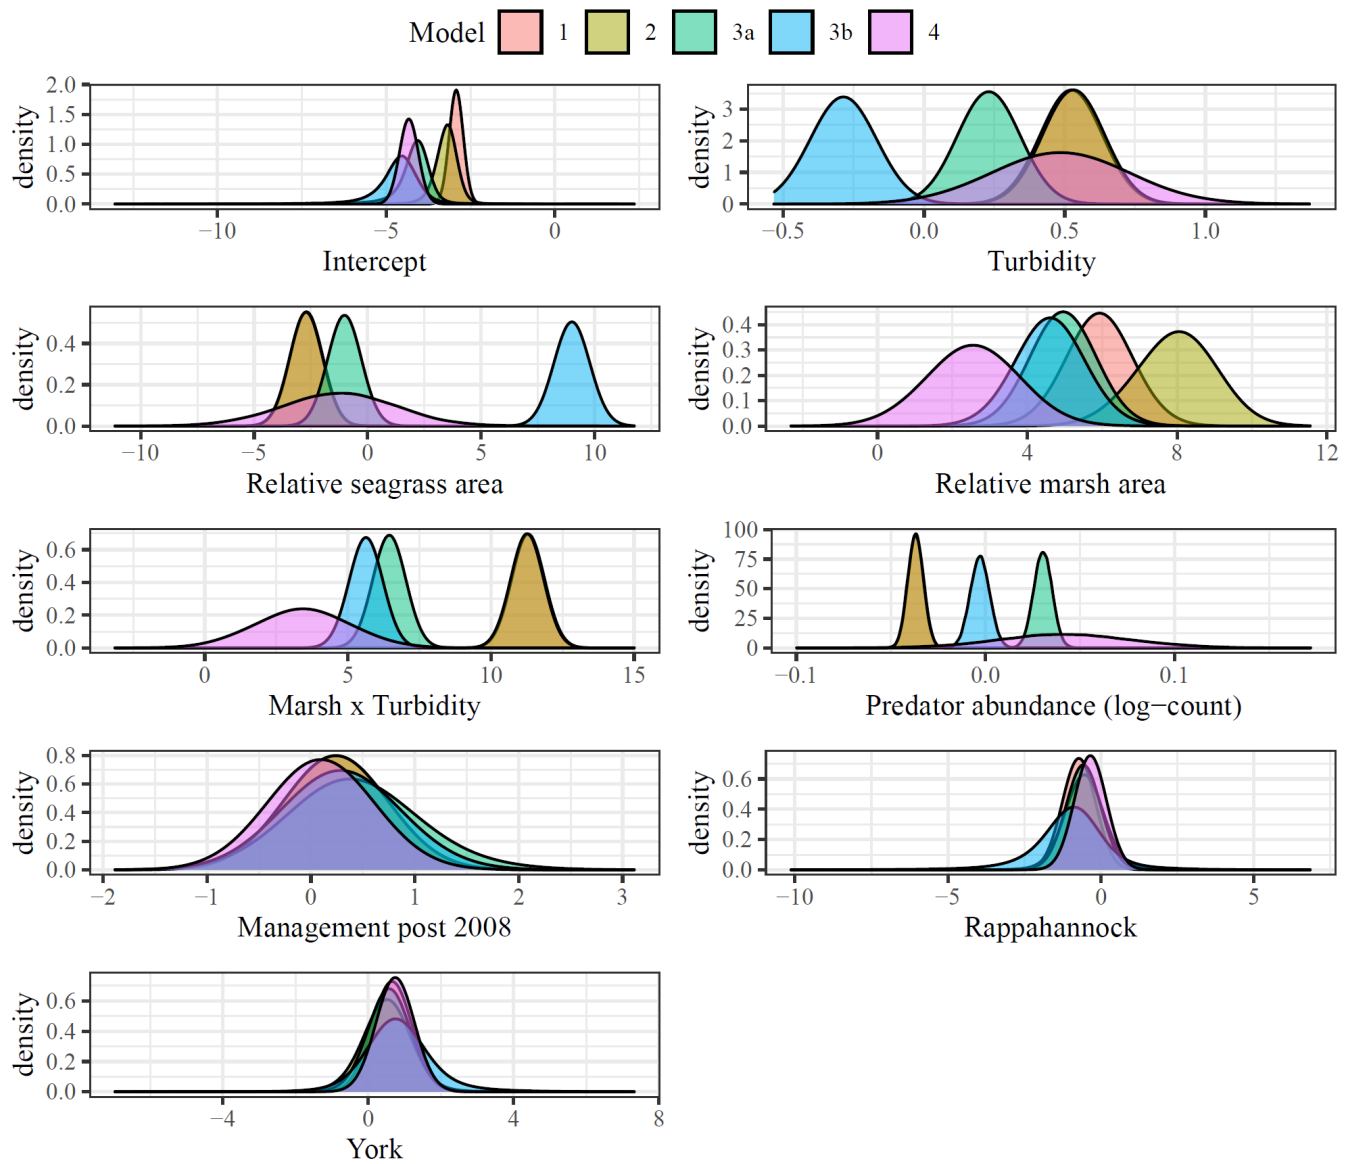 Model 1 2 3a 3b 4
density
2.0
1.5
1.0
0.5
0.0
−10 −5 0
Intercept
density
3
2
1
0
−0.5 0.0 0.5 1.0
Turbidity
density
0.4
0.2
0.0
−10 −5 0 5 10
Relative seagrass area
density
0.4
0.3
0.2
0.1
0.0
0 4 8 12
Relative marsh area
density
0.6
0.4
0.2
0.0
0 5 10 15
Marsh x Turbidity
density
100
75
50
25
0
−0.1 0.0 0.1
Predator abundance (log−count)
density
0.8
0.6
0.4
0.2
0.0
−2 −1 0 1 2 3
Management post 2008
density
0.6
0.4
0.2
0.0
−10 −5 0 5
Rappahannock
density
0.6
0.4
0.2
0.0
−4 0 4 8
York